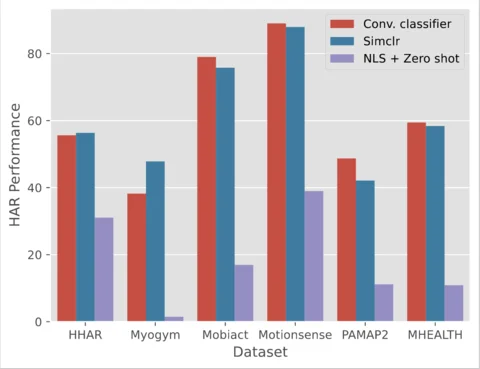 Conv. classifier
Simclr
NLS + Zero shot
HAR Performance
80
60
40
20
0
HHAR Myogym Mobiact Motionsense PAMAP2 MHEALTH
Dataset